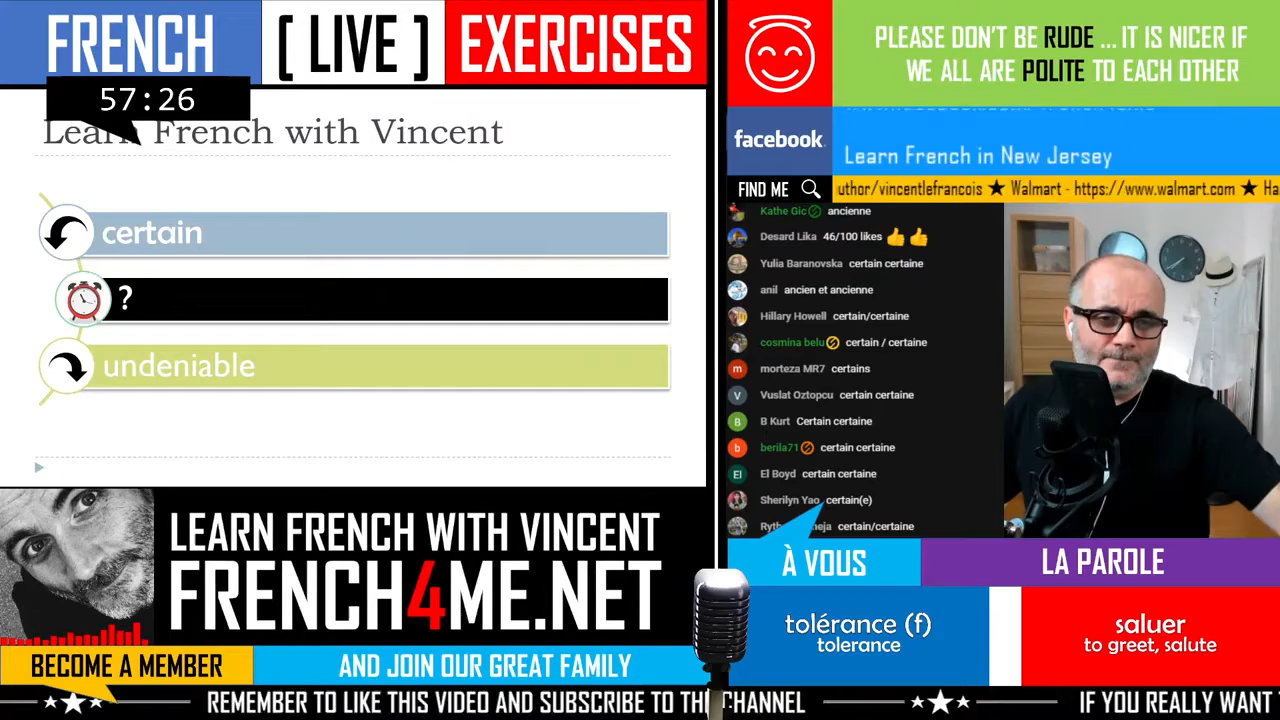 FRENCH [ LIVE ] EXERCISES
57:26
Learn French with Vincent
certain
?
undeniable
LEARN FRENCH WITH VINCENT
FRENCH4ME.NET
BECOME A MEMBER
AND JOIN OUR GREAT FAMILY
REMEMBER TO LIKE THIS VIDEO AND SUBSCRIBE TO TH CHANNEL
IF YOU REALLY WANT
PLEASE DON'T BE RUDE ... IT IS NICER IF
WE ALL ARE POLITE TO EACH OTHER
facebook.
Learn French in New Jersey
FIND ME
uthor/vincentlefrancois ★ Walmart - https://www.walmart.com ★ Ha
Kathe Gic ancienne
Desard Lika 46/100 likes 👍 👍
Yulia Baranovska certain certaine
anil ancien et ancienne
Hillary Howell certain/certaine
cosmina belu certain / certaine
morteza MR7 certains
Vuslat Oztopcu certain certaine
B Kurt Certain certaine
berila71 certain certaine
El Boyd certain certaine
Sherilyn Yao certain(e)
certain/certaine
À VOUS
LA PAROLE
tolérance (f)
tolerance
saluer
to greet, salute